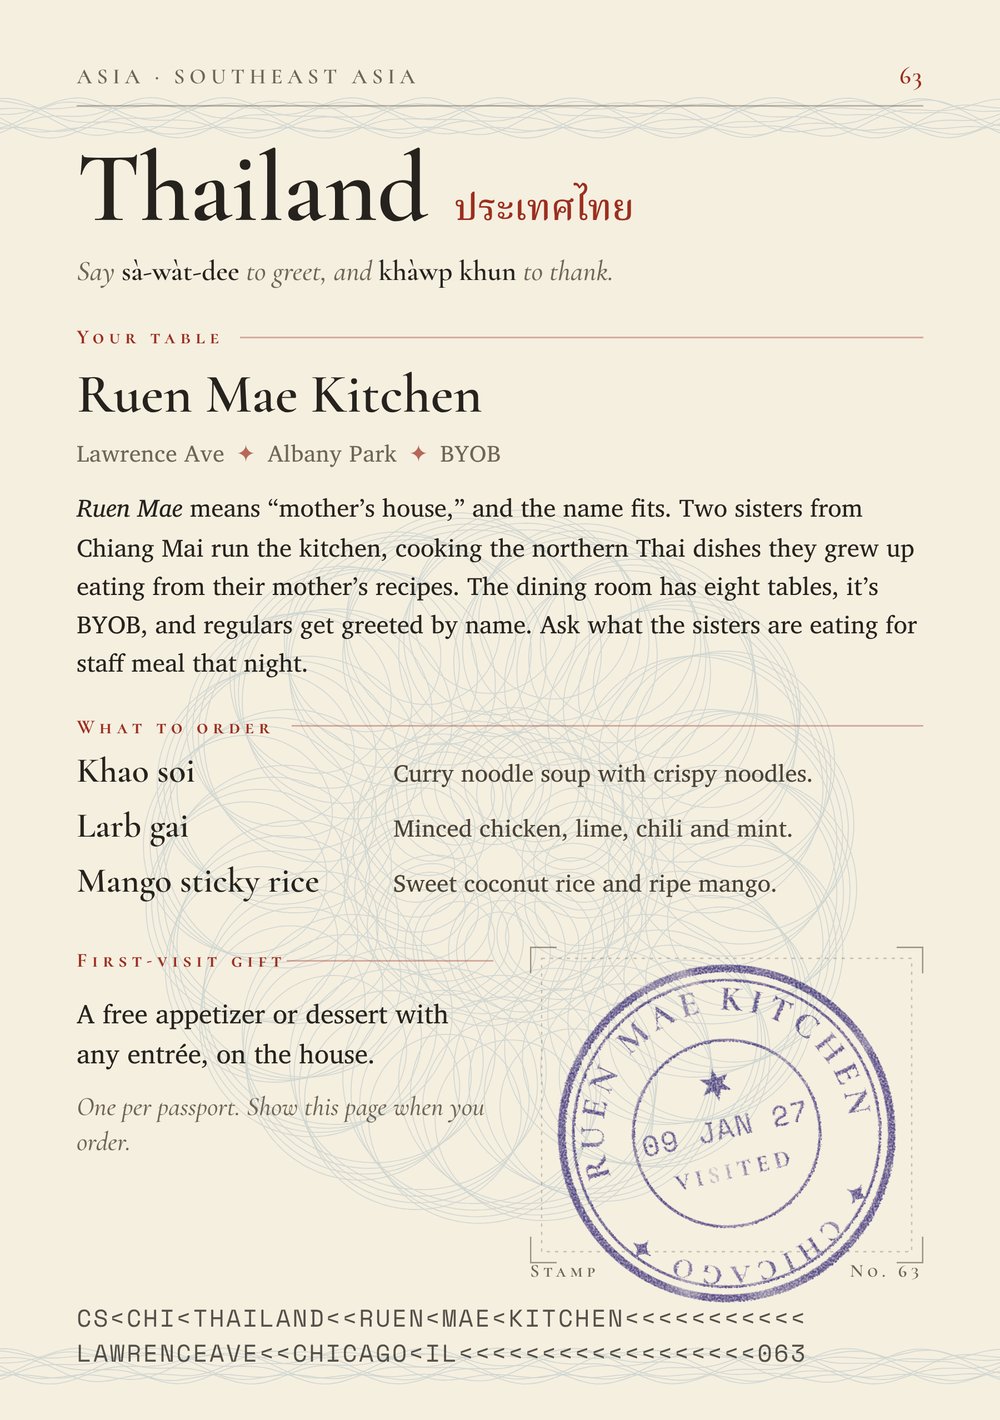 ASIA · SOUTHEAST ASIA
63
Thailand ประเทศไทย
Say sà-wàt-dee to greet, and khàwp khun to thank.
YOUR TABLE
Ruen Mae Kitchen
Lawrence Ave ✦ Albany Park ✦ BYOB
Ruen Mae means “mother’s house,” and the name fits. Two sisters from
Chiang Mai run the kitchen, cooking the northern Thai dishes they grew up
eating from their mother’s recipes. The dining room has eight tables, it’s
BYOB, and regulars get greeted by name. Ask what the sisters are eating for
staff meal that night.
WHAT TO ORDER
Khao soi
Curry noodle soup with crispy noodles.
Larb gai
Minced chicken, lime, chili and mint.
Mango sticky rice
Sweet coconut rice and ripe mango.
FIRST-VISIT GIFT
A free appetizer or dessert with
any entrée, on the house.
One per passport. Show this page when you
order.
RUEN MAE KITCHEN
09 JAN 27
VISITED
✦ CHICAGO ✦
STAMP
NO. 63
CS<CHI<THAILAND<<RUEN<MAE<KITCHEN<<<<<<<<<<<
LAWRENCEAVE<<CHICAGO<IL<<<<<<<<<<<<<<<<<<063